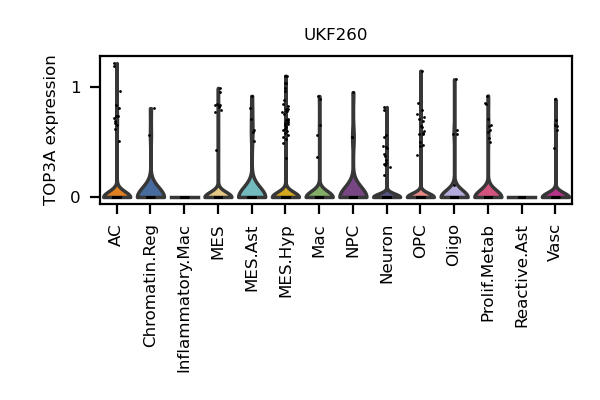 UKF260
TOP3A expression
1
0
AC
Chromatin.Reg
Inflammatory.Mac
MES
MES.Ast
MES.Hyp
Mac
NPC
Neuron
OPC
Oligo
Prolif.Metab
Reactive.Ast
Vasc